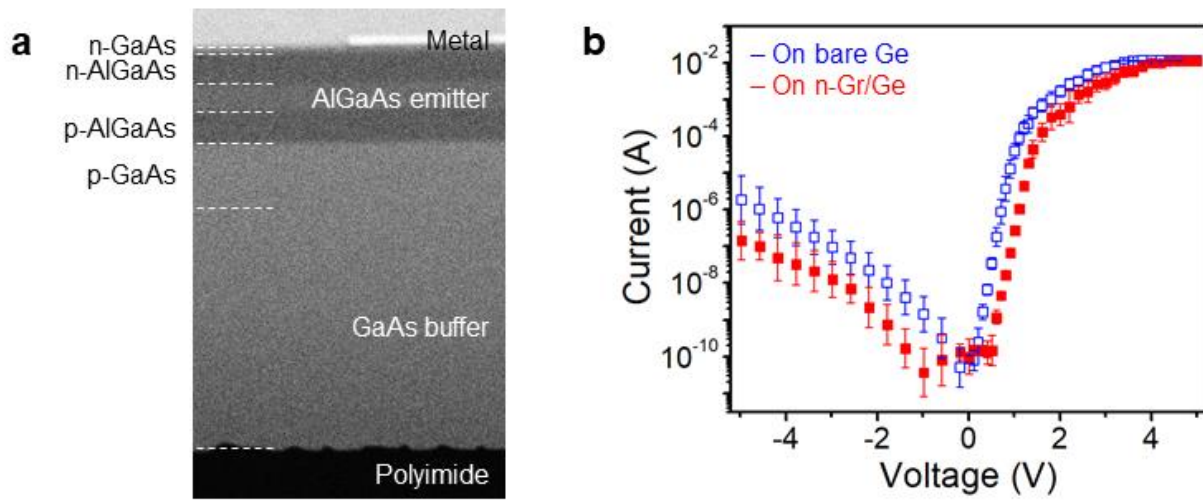 a
n-GaAs
n-AlGaAs
p-AlGaAs
p-GaAs
Metal
AlGaAs emitter
GaAs buffer
Polyimide
b
On bare Ge
On n-Gr/Ge
Current (A)
10⁻²
10⁻⁴
10⁻⁶
10⁻⁸
10⁻¹⁰
-4 -2 0 2 4
Voltage (V)